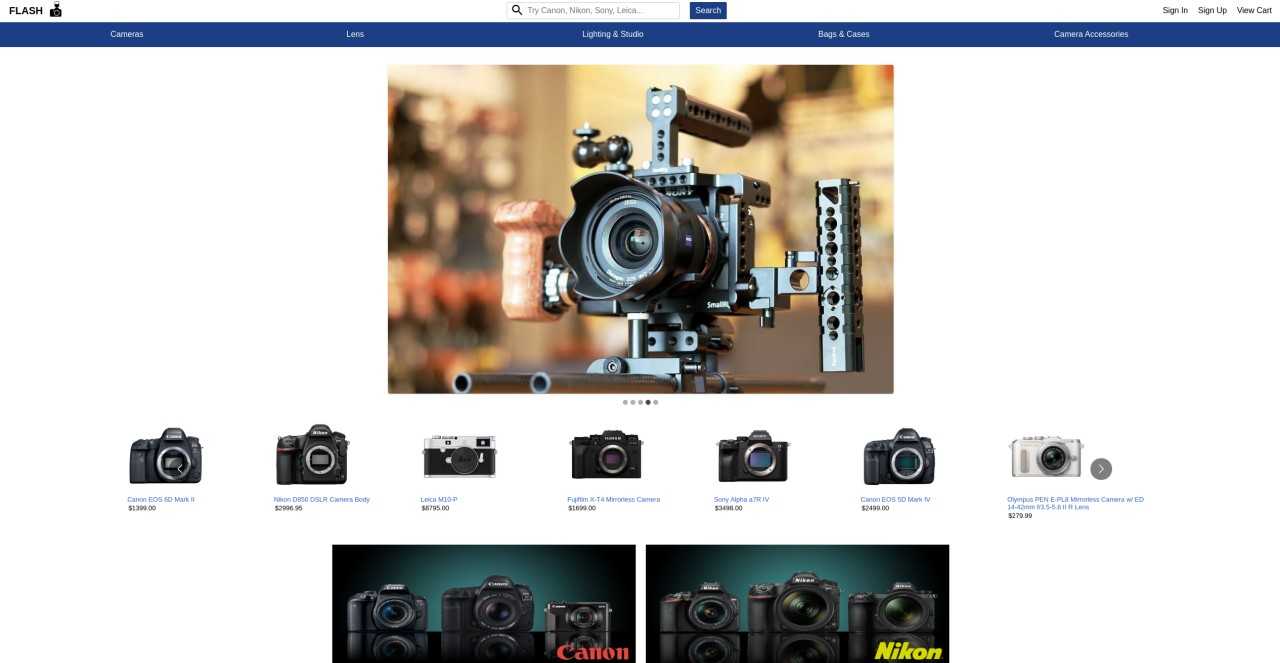 FLASH
Try Canon, Nikon, Sony, Leica...
Search
Sign In
Sign Up
View Cart
Cameras
Lens
Lighting & Studio
Bags & Cases
Camera Accessories
Canon EOS 6D Mark II
$1399.00
Nikon D850 DSLR Camera Body
$2996.95
Leica M10-P
$8795.00
Fujifilm X-T4 Mirrorless Camera
$1699.00
Sony Alpha a7R IV
$3498.00
Canon EOS 5D Mark IV
$2499.00
Olympus PEN E-PL8 Mirrorless Camera w/ ED
14-42mm f/3.5-5.6 II R Lens
$279.99
Canon
Nikon